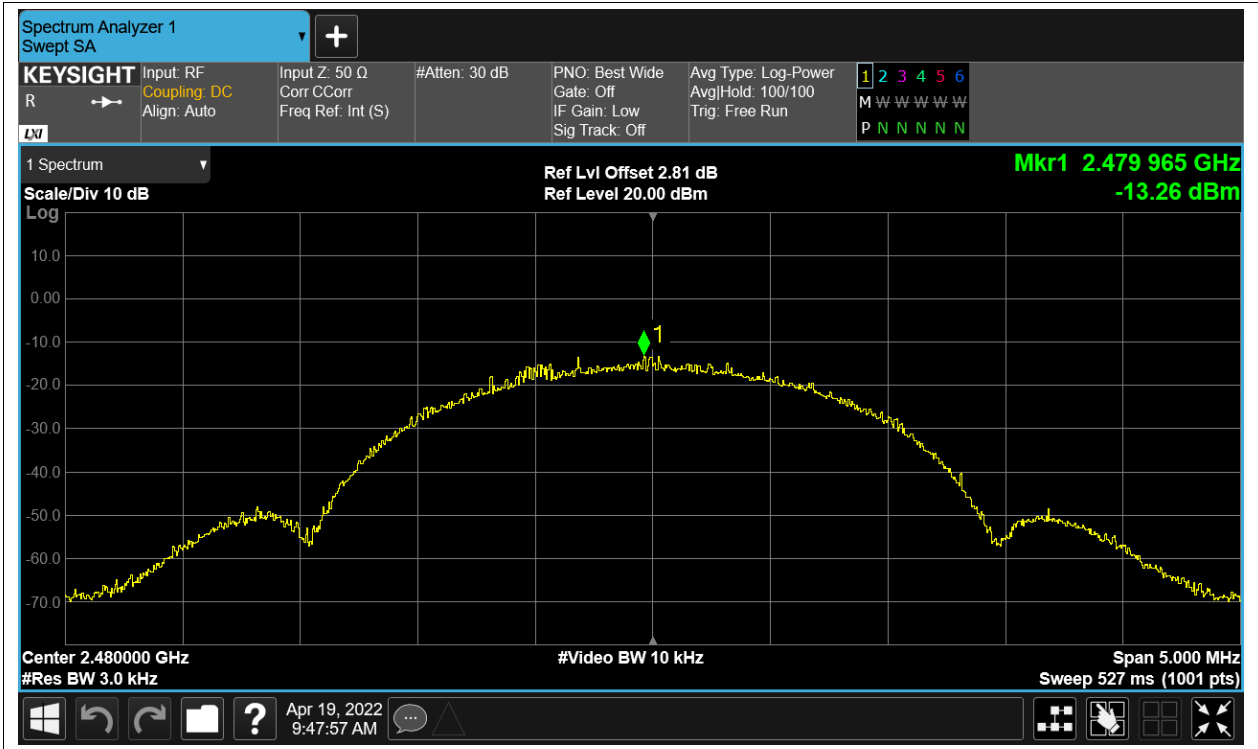 Spectrum Analyzer 1
Swept SA
KEYSIGHT
R
LXI
Input: RF
Coupling: DC
Align: Auto
Input Z: 50 Ω
Corr CCorr
Freq Ref: Int (S)
#Atten: 30 dB
PNO: Best Wide
Gate: Off
IF Gain: Low
Sig Track: Off
Avg Type: Log-Power
Avg|Hold: 100/100
Trig: Free Run
1 2 3 4 5 6
M W W W W W W
P N N N N N N
1 Spectrum
Scale/Div 10 dB
Log
Ref Lvl Offset 2.81 dB
Ref Level 20.00 dBm
Mkr1 2.479 965 GHz
-13.26 dBm
10.0
0.00
-10.0
-20.0
-30.0
-40.0
-50.0
-60.0
-70.0
1
Center 2.480000 GHz
#Res BW 3.0 kHz
#Video BW 10 kHz
Span 5.000 MHz
Sweep 527 ms (1001 pts)
?
Apr 19, 2022
9:47:57 AM